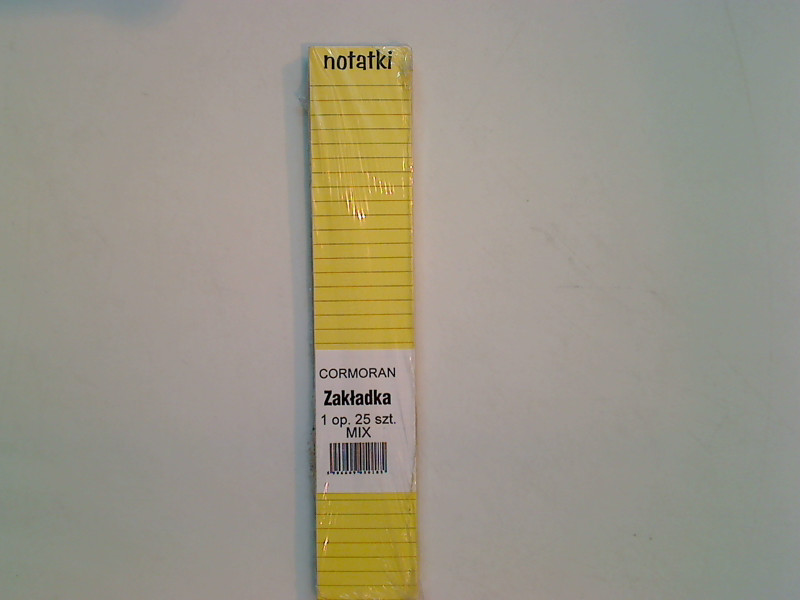 notatki
CORMORAN
Zakładka
1 op. 25 szt.
MIX